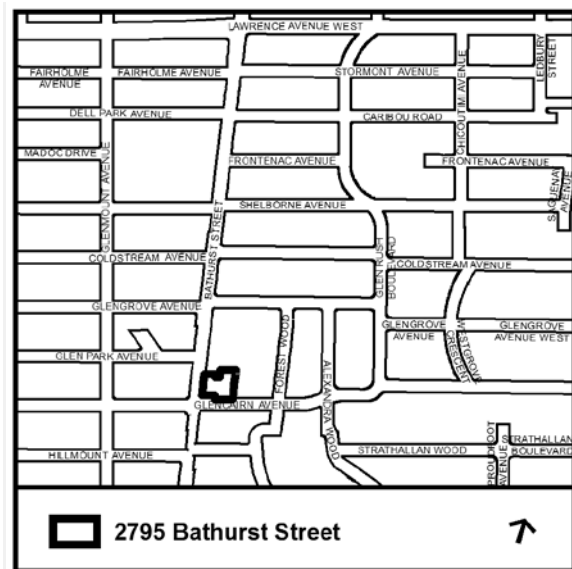 LAWRENCE AVENUE WEST
LEDBURY
STREET
FAIRHOLME
AVENUE
FAIRHOLME AVENUE
STORMONT AVENUE
CHICOUTIMI AVENUE
DELL PARK AVENUE
CARIBOU ROAD
MADOC DRIVE
GLENMOUNT AVENUE
FRONTENAC AVENUE
FRONTENAC AVENUE
SAGUENAY
AVENUE
BATHURST STREET
SHELBORNE AVENUE
COLDSTREAM AVENUE
GLEN RUSH
BOULEVARD
COLDSTREAM AVENUE
GLENGROVE AVENUE
GLENGROVE
AVENUE
WESTGROVE
CRESCENT
GLENGROVE
AVENUE WEST
GLEN PARK AVENUE
FOREST WOOD
ALEXANDRA WOOD
GLENCAIRN AVENUE
HILLMOUNT AVENUE
STRATHALLAN WOOD
PROUDFOOT
AVENUE
STRATHALLAN
BOULEVARD
2795 Bathurst Street